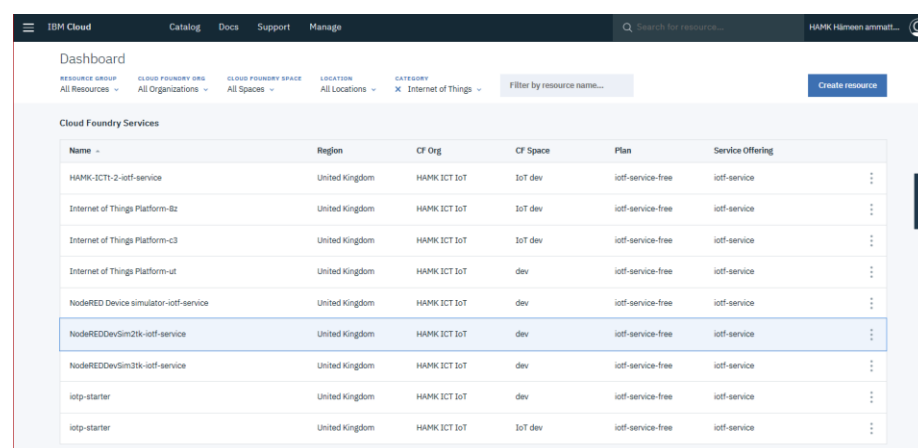 IBM Cloud Catalog Docs Support Manage Search for resource... HAMK Hämeen ammatt...
Dashboard
RESOURCE GROUP CLOUD FOUNDRY ORG CLOUD FOUNDRY SPACE LOCATION CATEGORY
All Resources All Organizations All Spaces All Locations × Internet of Things Filter by resource name... Create resource
Cloud Foundry Services
Name Region CF Org CF Space Plan Service Offering
HAMK-ICTt-2-iotf-service United Kingdom HAMK ICT IoT IoT dev iotf-service-free iotf-service
Internet of Things Platform-8z United Kingdom HAMK ICT IoT IoT dev iotf-service-free iotf-service
Internet of Things Platform-c3 United Kingdom HAMK ICT IoT IoT dev iotf-service-free iotf-service
Internet of Things Platform-ut United Kingdom HAMK ICT IoT dev iotf-service-free iotf-service
NodeRED Device simulator-iotf-service United Kingdom HAMK ICT IoT dev iotf-service-free iotf-service
NodeREDDevSim2tk-iotf-service United Kingdom HAMK ICT IoT dev iotf-service-free iotf-service
NodeREDDevSim3tk-iotf-service United Kingdom HAMK ICT IoT dev iotf-service-free iotf-service
iotp-starter United Kingdom HAMK ICT IoT dev iotf-service-free iotf-service
iotp-starter United Kingdom HAMK ICT IoT IoT dev iotf-service-free iotf-service